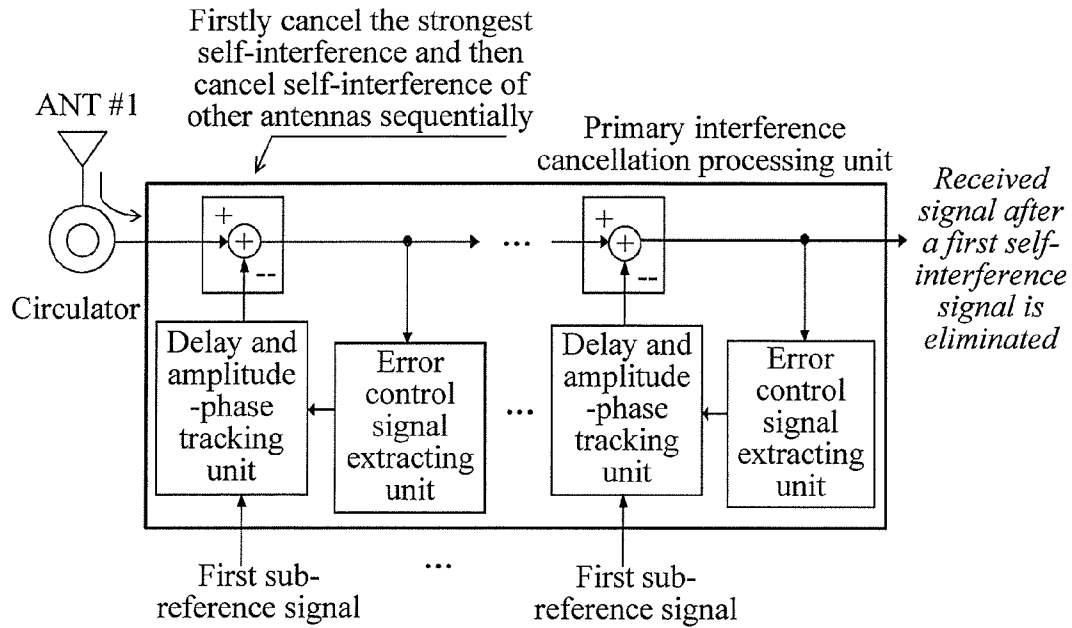 Firstly cancel the strongest
self-interference and then
cancel self-interference of
other antennas sequentially
ANT #1
Primary interference
cancellation processing unit
Received
signal after
a first self-
interference
signal is
eliminated
+
+
--
...
+
+
--
Circulator
Delay and
amplitude
-phase
tracking
unit
Error
control
signal
extracting
unit
...
Delay and
amplitude
-phase
tracking
unit
Error
control
signal
extracting
unit
First sub-
reference signal
...
First sub-
reference signal